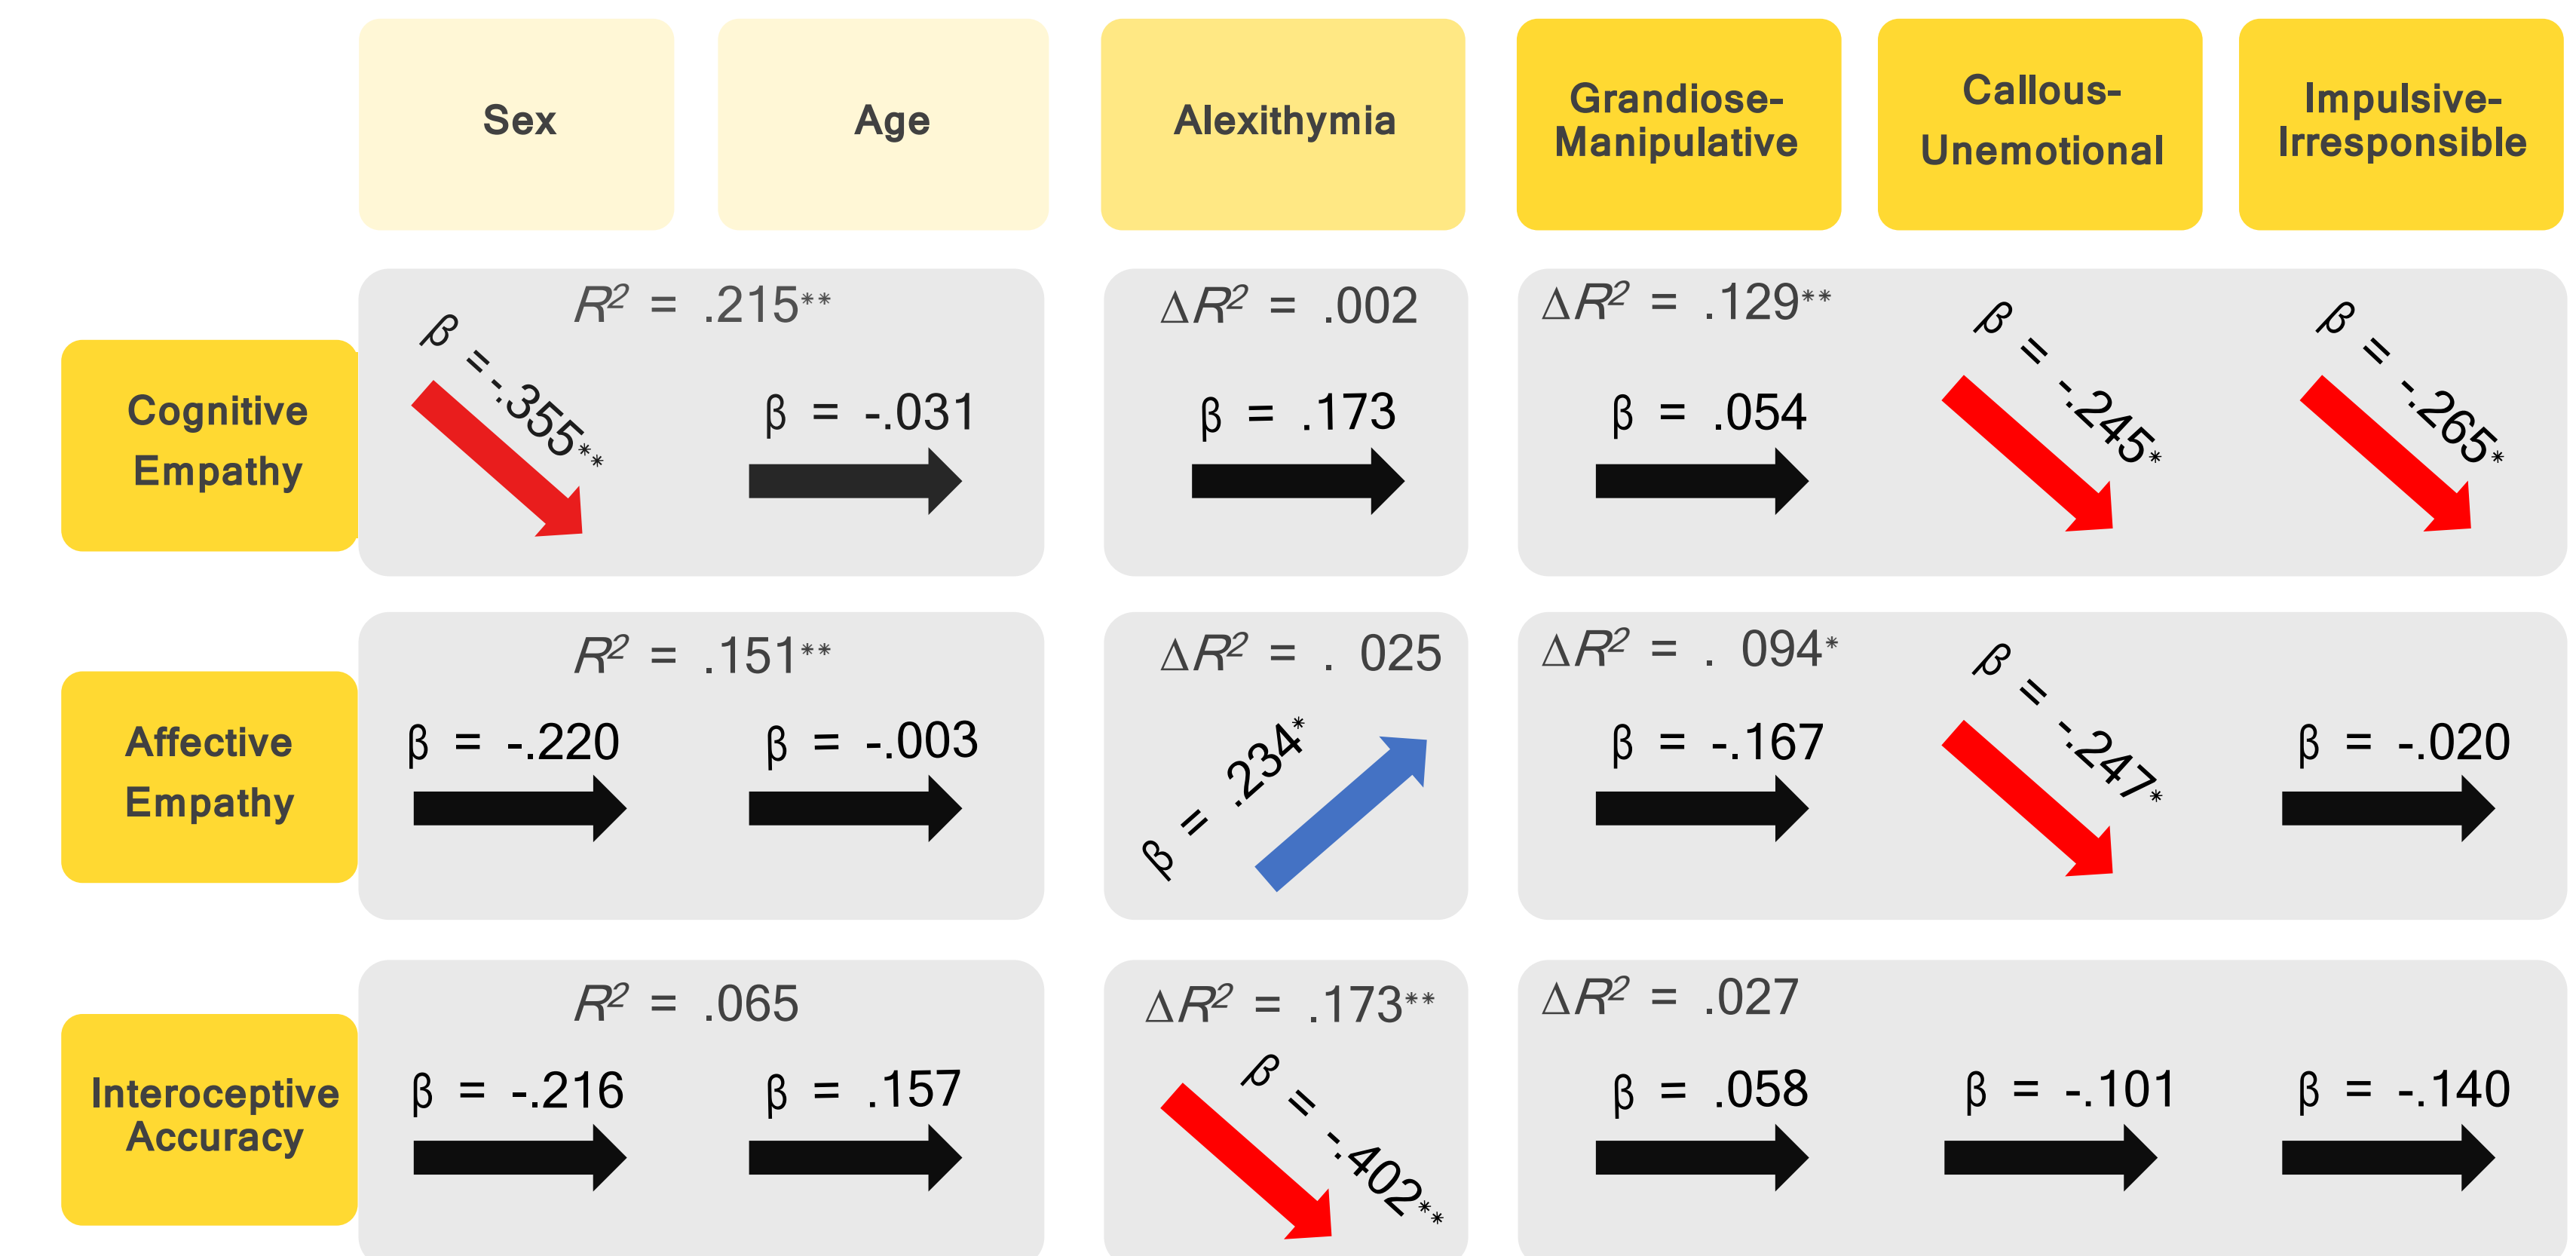 Sex
Age
Alexithymia
Grandiose-
Manipulative
Callous-
Unemotional
Impulsive-
Irresponsible
Cognitive
Empathy
R² = .215**
β =-.355**
β = -.031
ΔR² = .002
β = .173
ΔR² = .129**
β = .054
β = -.245*
β = -.265*
Affective
Empathy
R² = .151**
β = -.220
β = -.003
ΔR² = . 025
β = .234*
ΔR² = . 094*
β = -.167
β = -.247*
β = -.020
Interoceptive
Accuracy
R² = .065
β = -.216
β = .157
ΔR² = .173**
β = -.402**
ΔR² = .027
β = .058
β = -.101
β = -.140